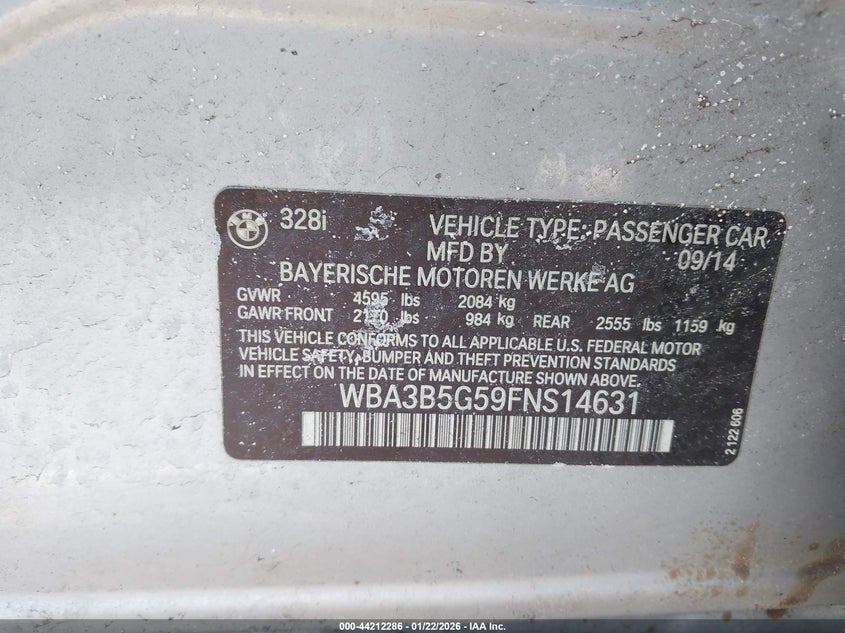 BMW
328i VEHICLE TYPE: PASSENGER CAR
MFD BY 09/14
BAYERISCHE MOTOREN WERKE AG
GVWR 4595 lbs 2084 kg
GAWR FRONT 2170 lbs 984 kg REAR 2555 lbs 1159 kg
THIS VEHICLE CONFORMS TO ALL APPLICABLE U.S. FEDERAL MOTOR
VEHICLE SAFETY, BUMPER AND THEFT PREVENTION STANDARDS
IN EFFECT ON THE DATE OF MANUFACTURE
WBA3B5G59FNS14631
2 122 606
000-44212286 - 01/22/2026 - IAA Inc.